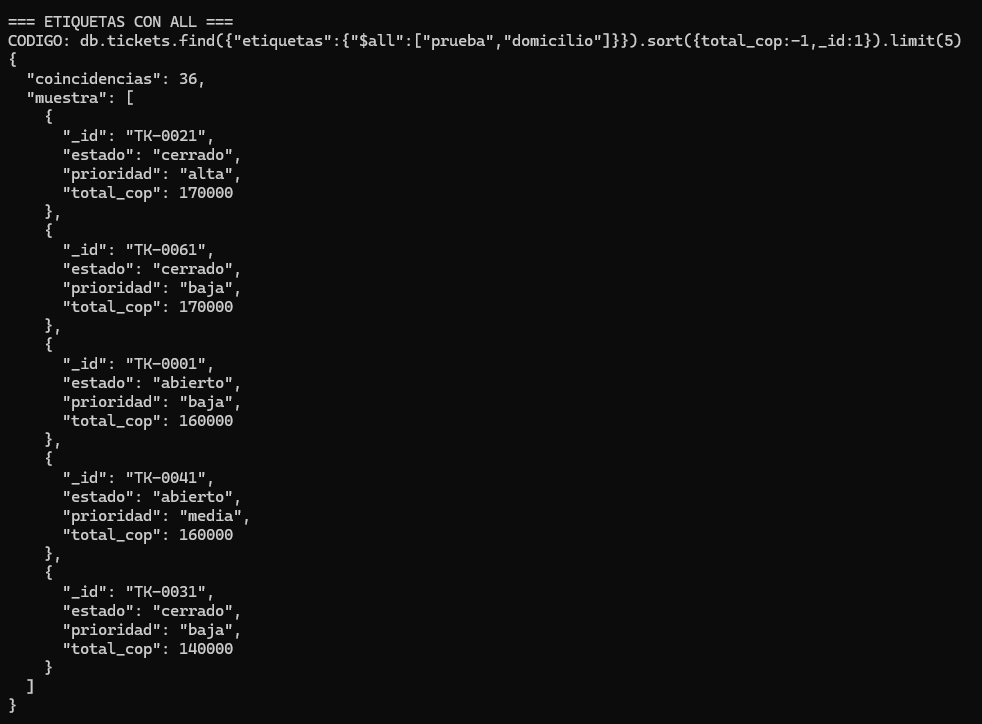 === ETIQUETAS CON ALL ===
CODIGO: db.tickets.find({"etiquetas":{"$all":["prueba","domicilio"]}}).sort({total_cop:-1,_id:1}).limit(5)
{
  "coincidencias": 36,
  "muestra": [
    {
      "_id": "TK-0021",
      "estado": "cerrado",
      "prioridad": "alta",
      "total_cop": 170000
    },
    {
      "_id": "TK-0061",
      "estado": "cerrado",
      "prioridad": "baja",
      "total_cop": 170000
    },
    {
      "_id": "TK-0001",
      "estado": "abierto",
      "prioridad": "baja",
      "total_cop": 160000
    },
    {
      "_id": "TK-0041",
      "estado": "abierto",
      "prioridad": "media",
      "total_cop": 160000
    },
    {
      "_id": "TK-0031",
      "estado": "cerrado",
      "prioridad": "baja",
      "total_cop": 140000
    }
  ]
}